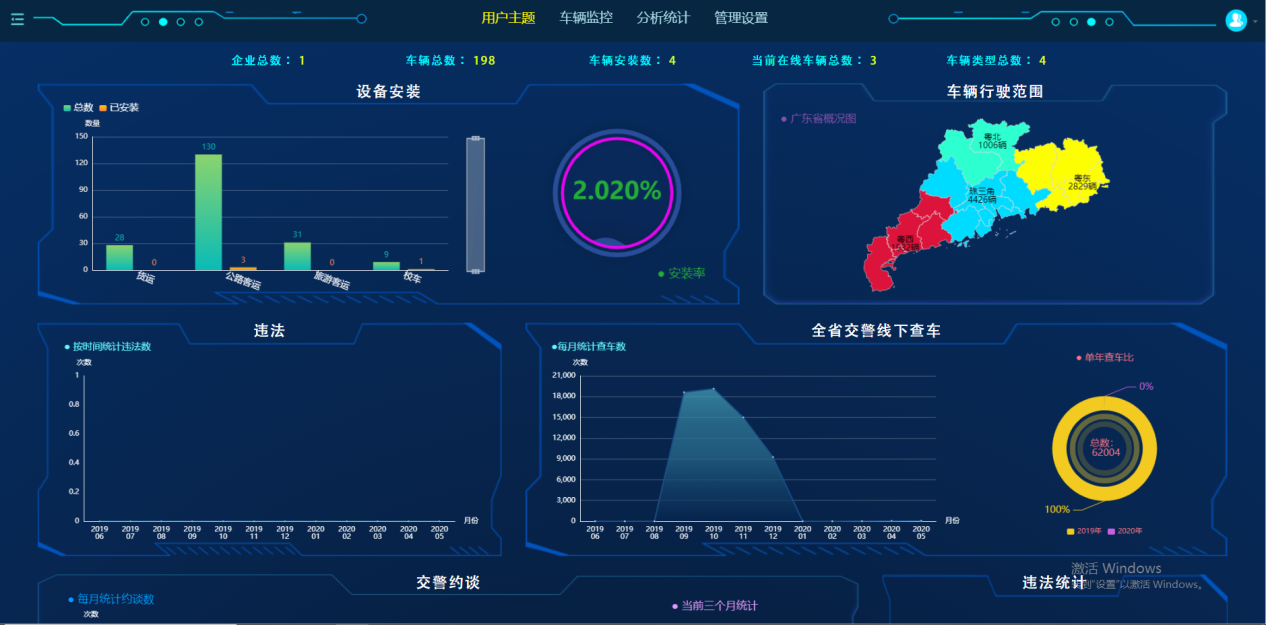 用户主题 车辆监控 分析统计 管理设置
企业总数： 1 车辆总数： 198 车辆安装数： 4 当前在线车辆总数： 3 车辆类型总数： 4
设备安装
总数 已安装
数量
150
120
90
60
30
0
28 0 130 3 31 0 9 1
货运 公路客运 旅游客运 校车
2.020%
安装率
车辆行驶范围
广东省概况图
粤北
1006辆
粤东
2829辆
珠三角
4426辆
粤西
违法
按时间统计违法数
次数
1
0.8
0.6
0.4
0.2
0
2019 2019 2019 2019 2019 2019 2019 2020 2020 2020 2020 2020 月份
06 07 08 09 10 11 12 01 02 03 04 05
全省交警线下查车
每月统计查车数
次数
21,000
18,000
15,000
12,000
9,000
6,000
3,000
0
2019 2019 2019 2019 2019 2019 2019 2020 2020 2020 2020 2020 月份
06 07 08 09 10 11 12 01 02 03 04 05
单年查车比
0%
总数：
62004
100%
2019年 2020年
交警约谈
每月统计约谈数
次数
当前三个月统计
违法统计
激活 Windows
转到"设置"以激活 Windows。